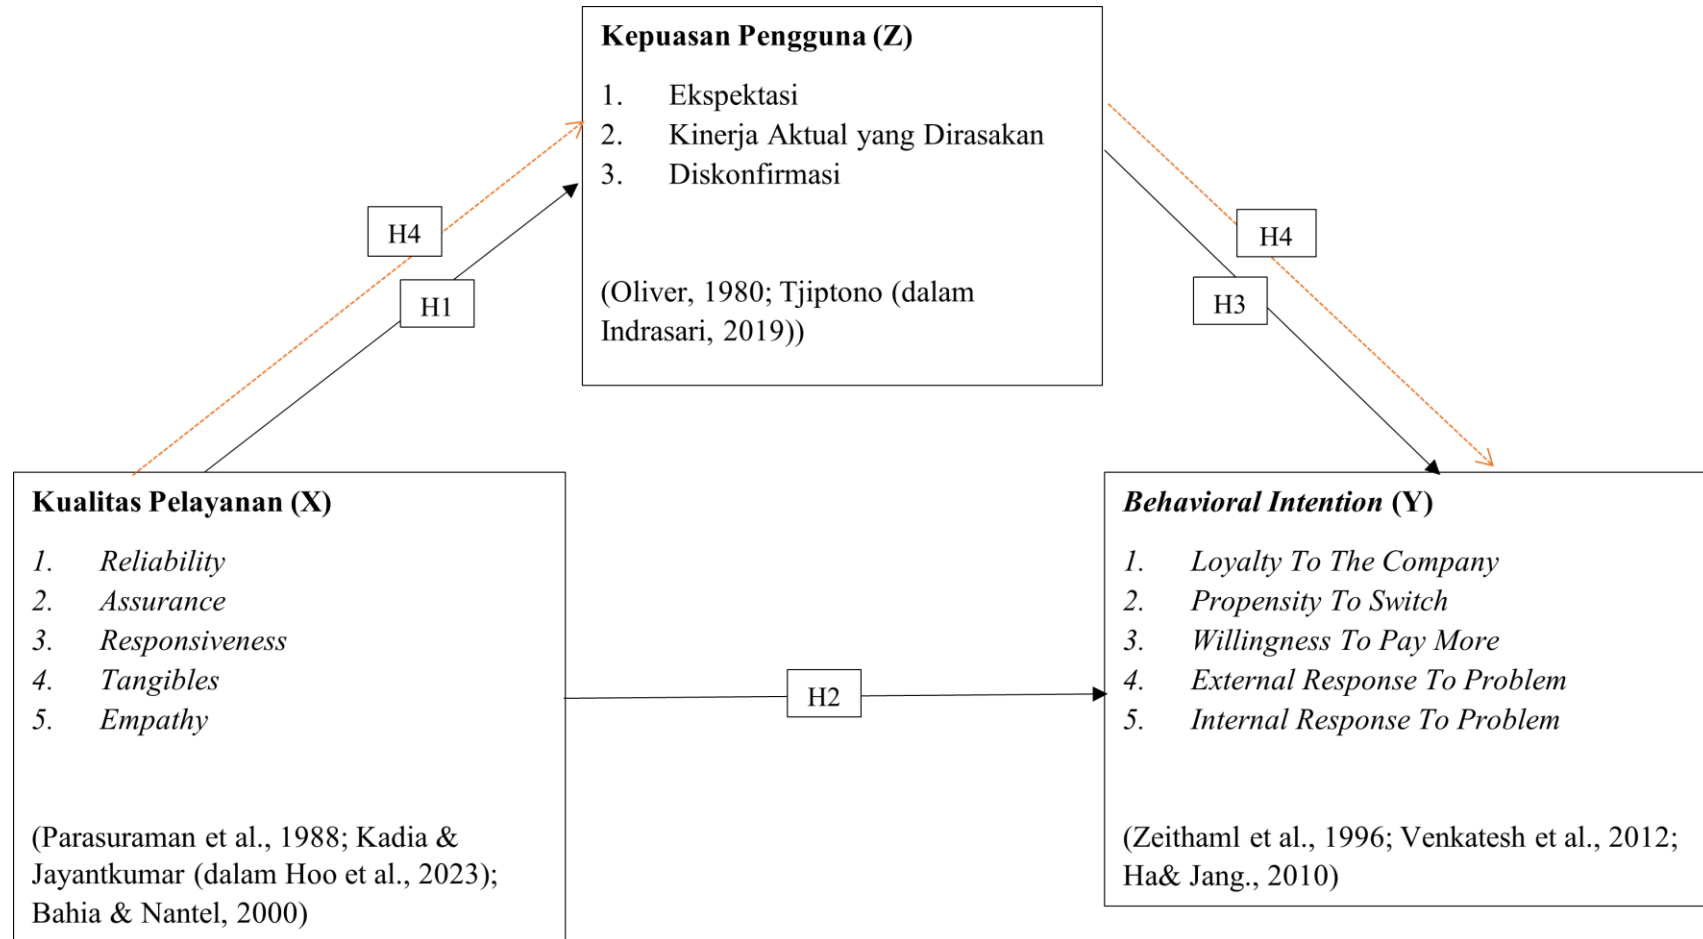 Kepuasan Pengguna (Z)
1. Ekspektasi
2. Kinerja Aktual yang Dirasakan
3. Diskonfirmasi
(Oliver, 1980; Tjiptono (dalam
Indrasari, 2019))
H4
H1
H4
H3
Kualitas Pelayanan (X)
1. Reliability
2. Assurance
3. Responsiveness
4. Tangibles
5. Empathy
(Parasuraman et al., 1988; Kadia &
Jayantkumar (dalam Hoo et al., 2023);
Bahia & Nantel, 2000)
H2
Behavioral Intention (Y)
1. Loyalty To The Company
2. Propensity To Switch
3. Willingness To Pay More
4. External Response To Problem
5. Internal Response To Problem
(Zeithaml et al., 1996; Venkatesh et al., 2012;
Ha& Jang., 2010)